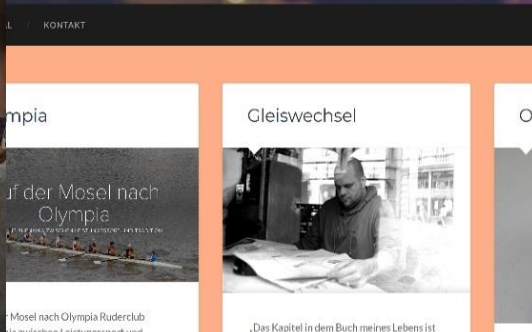 KONTAKT
mpia
uf der Mosel nach
Olympia
r Mosel nach Olympia Ruderclub
Gleiswechsel
„Das Kapitel in dem Buch meines Lebens ist
O